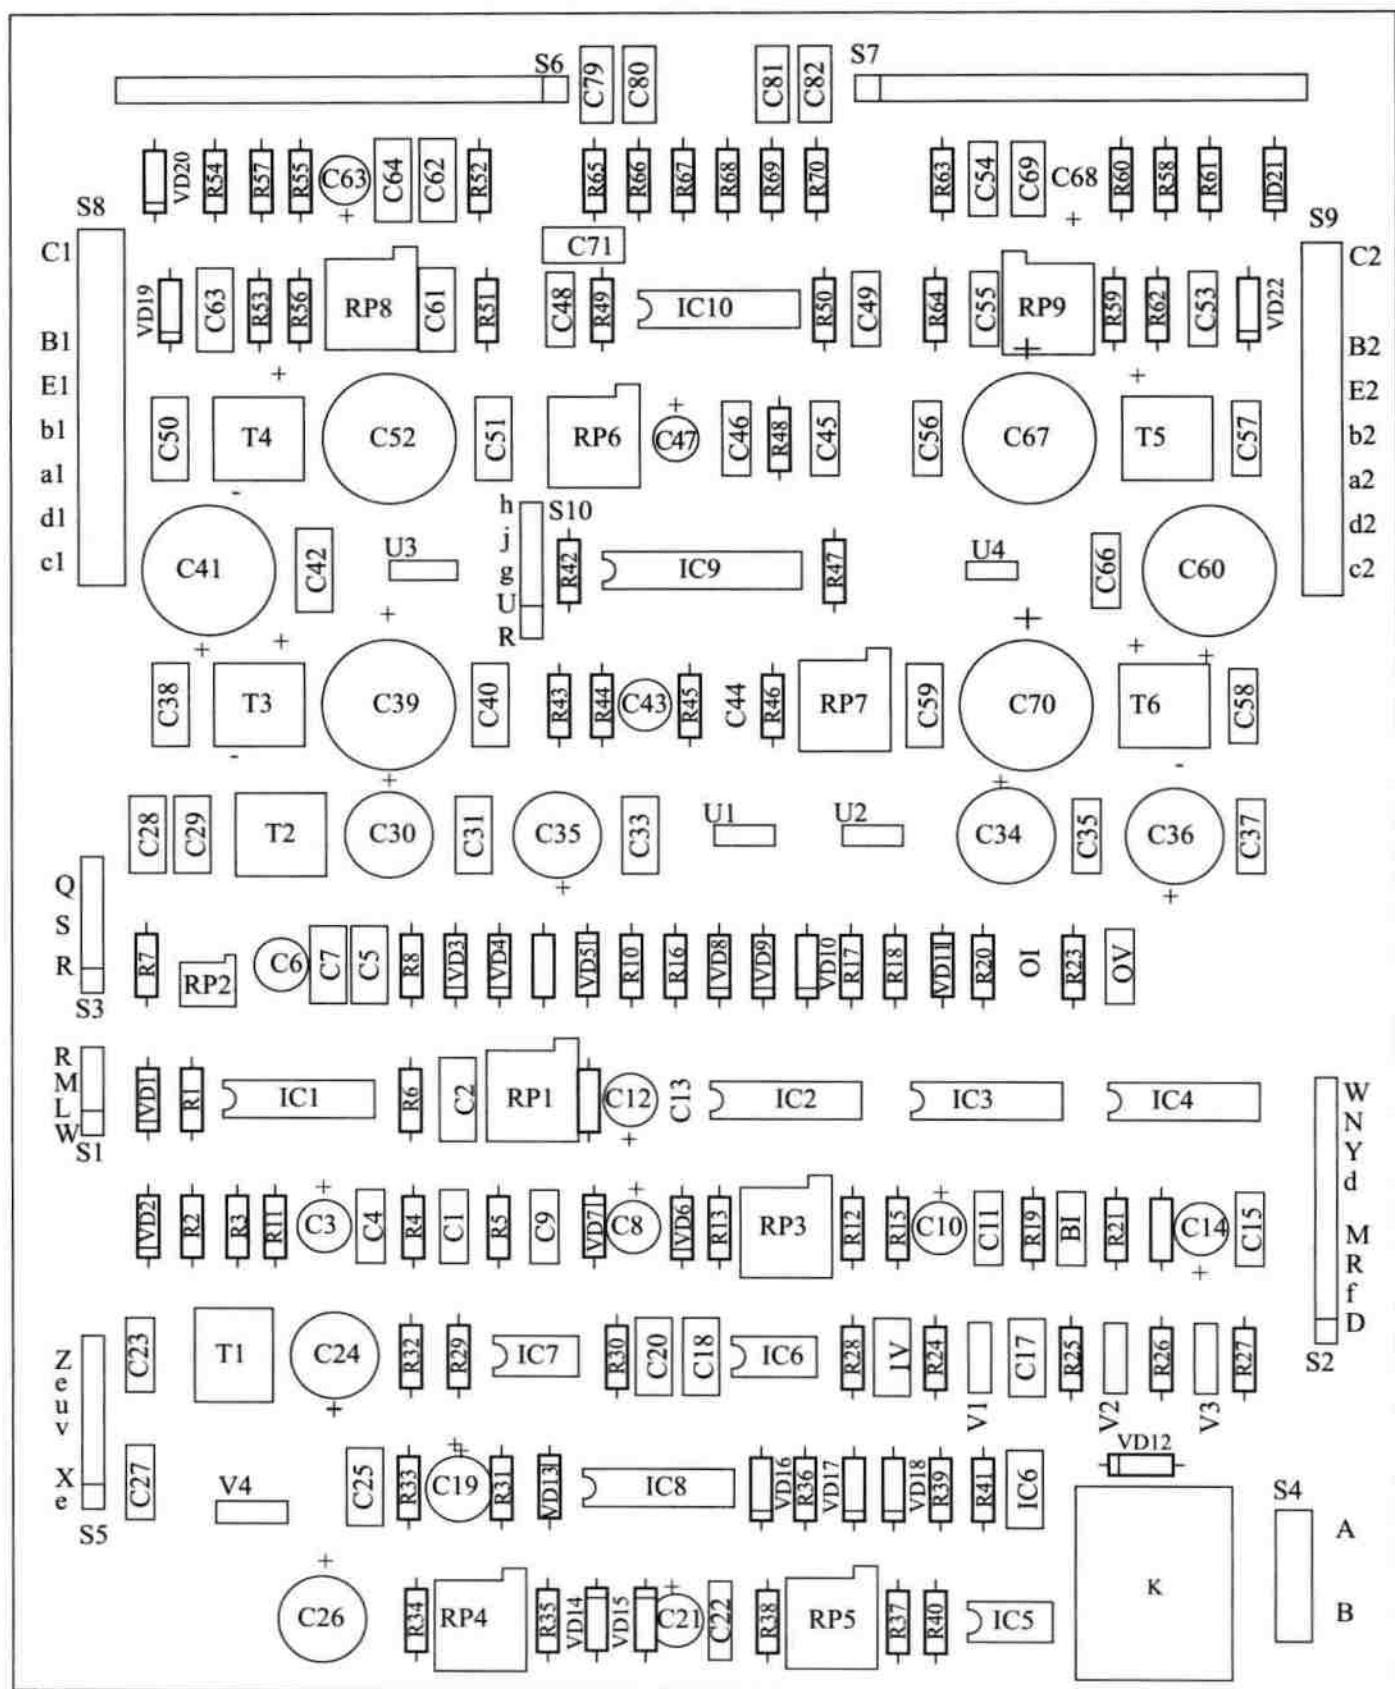 S6 C79 C80 C81 C82 S7
VD20 R54 R57 R55 C63 + C64 C62 R52 R65 R66 R67 R68 R69 R70 R63 C54 C69 C68 + R60 R58 R61 ID21
S8 S9
C1 C71 C2
VD19 C63 R53 R56 RP8 C61 R51 C48 R49 IC10 R50 C49 R64 C55 RP9 R59 R62 C53 VD22
B1 + B2
E1 + + + E2
b1 C50 T4 C52 C51 RP6 C47 C46 R48 C45 C56 C67 T5 C57 b2
a1 - a2
h S10
d1 j U3 U4 d2
c1 C41 C42 g R42 IC9 R47 C66 C60 c2
U
+ R +
+ + + +
C38 T3 C39 C40 R43 R44 C43 R45 C44 R46 RP7 C59 C70 T6 C58
- -
+ +
U1 U2
C28 C29 T2 C30 C31 C35 C33 C34 C35 C36 C37
+ +
Q
S
R R7 RP2 C6 C7 C5 R8 VD3 VD4 VD5 R10 R16 VD8 VD9 VD10 R17 R18 VD11 R20 OI R23 QV
S3
R
M
L VD1 R1 IC1 R6 C2 RP1 C12 C13 IC2 IC3 IC4
W +
S1
W
N
Y
d
+ + +
VD2 R2 R3 R11 C3 C4 R4 C1 R5 C9 VD7 C8 VD6 R13 RP3 R12 R15 C10 C11 R19 BI R21 C14 C15
+
M
R
f
D
S2
Z
e
u
v
C23 T1 C24 R32 R29 IC7 R30 C20 C18 IC6 R28 1V R24 V1 C17 R25 V2 R26 V3 R27
+
X
e
S5
VD12
+ +
C27 V4 C25 R33 C19 R31 VD13 IC8 VD16 R36 VD17 VD18 R39 R41 IC6 S4
A
+ +
C26 R34 RP4 R35 VD14 VD15 C21 C22 R38 RP5 R37 R40 IC5 K B